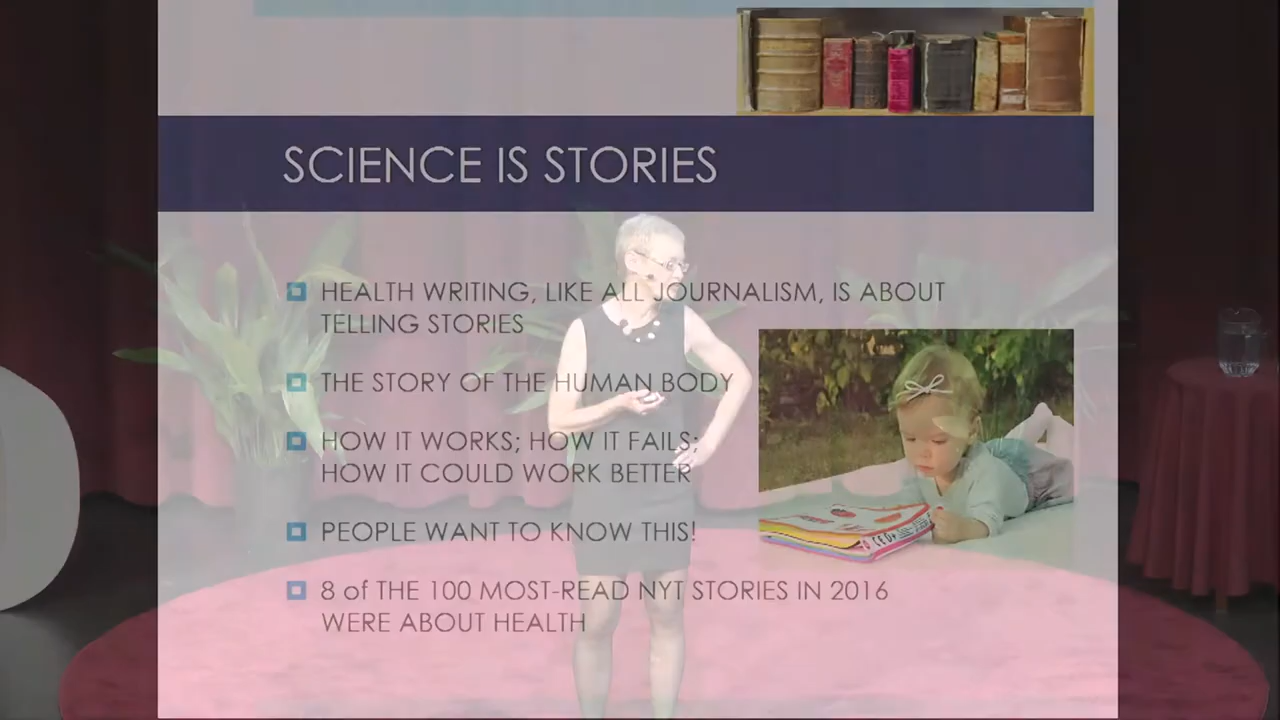 SCIENCE IS STORIES
HEALTH WRITING, LIKE ALL JOURNALISM, IS ABOUT
TELLING STORIES
THE STORY OF THE HUMAN BODY
HOW IT WORKS; HOW IT FAILS;
HOW IT COULD WORK BETTER
PEOPLE WANT TO KNOW THIS!
8 of THE 100 MOST-READ NYT STORIES IN 2016
WERE ABOUT HEALTH